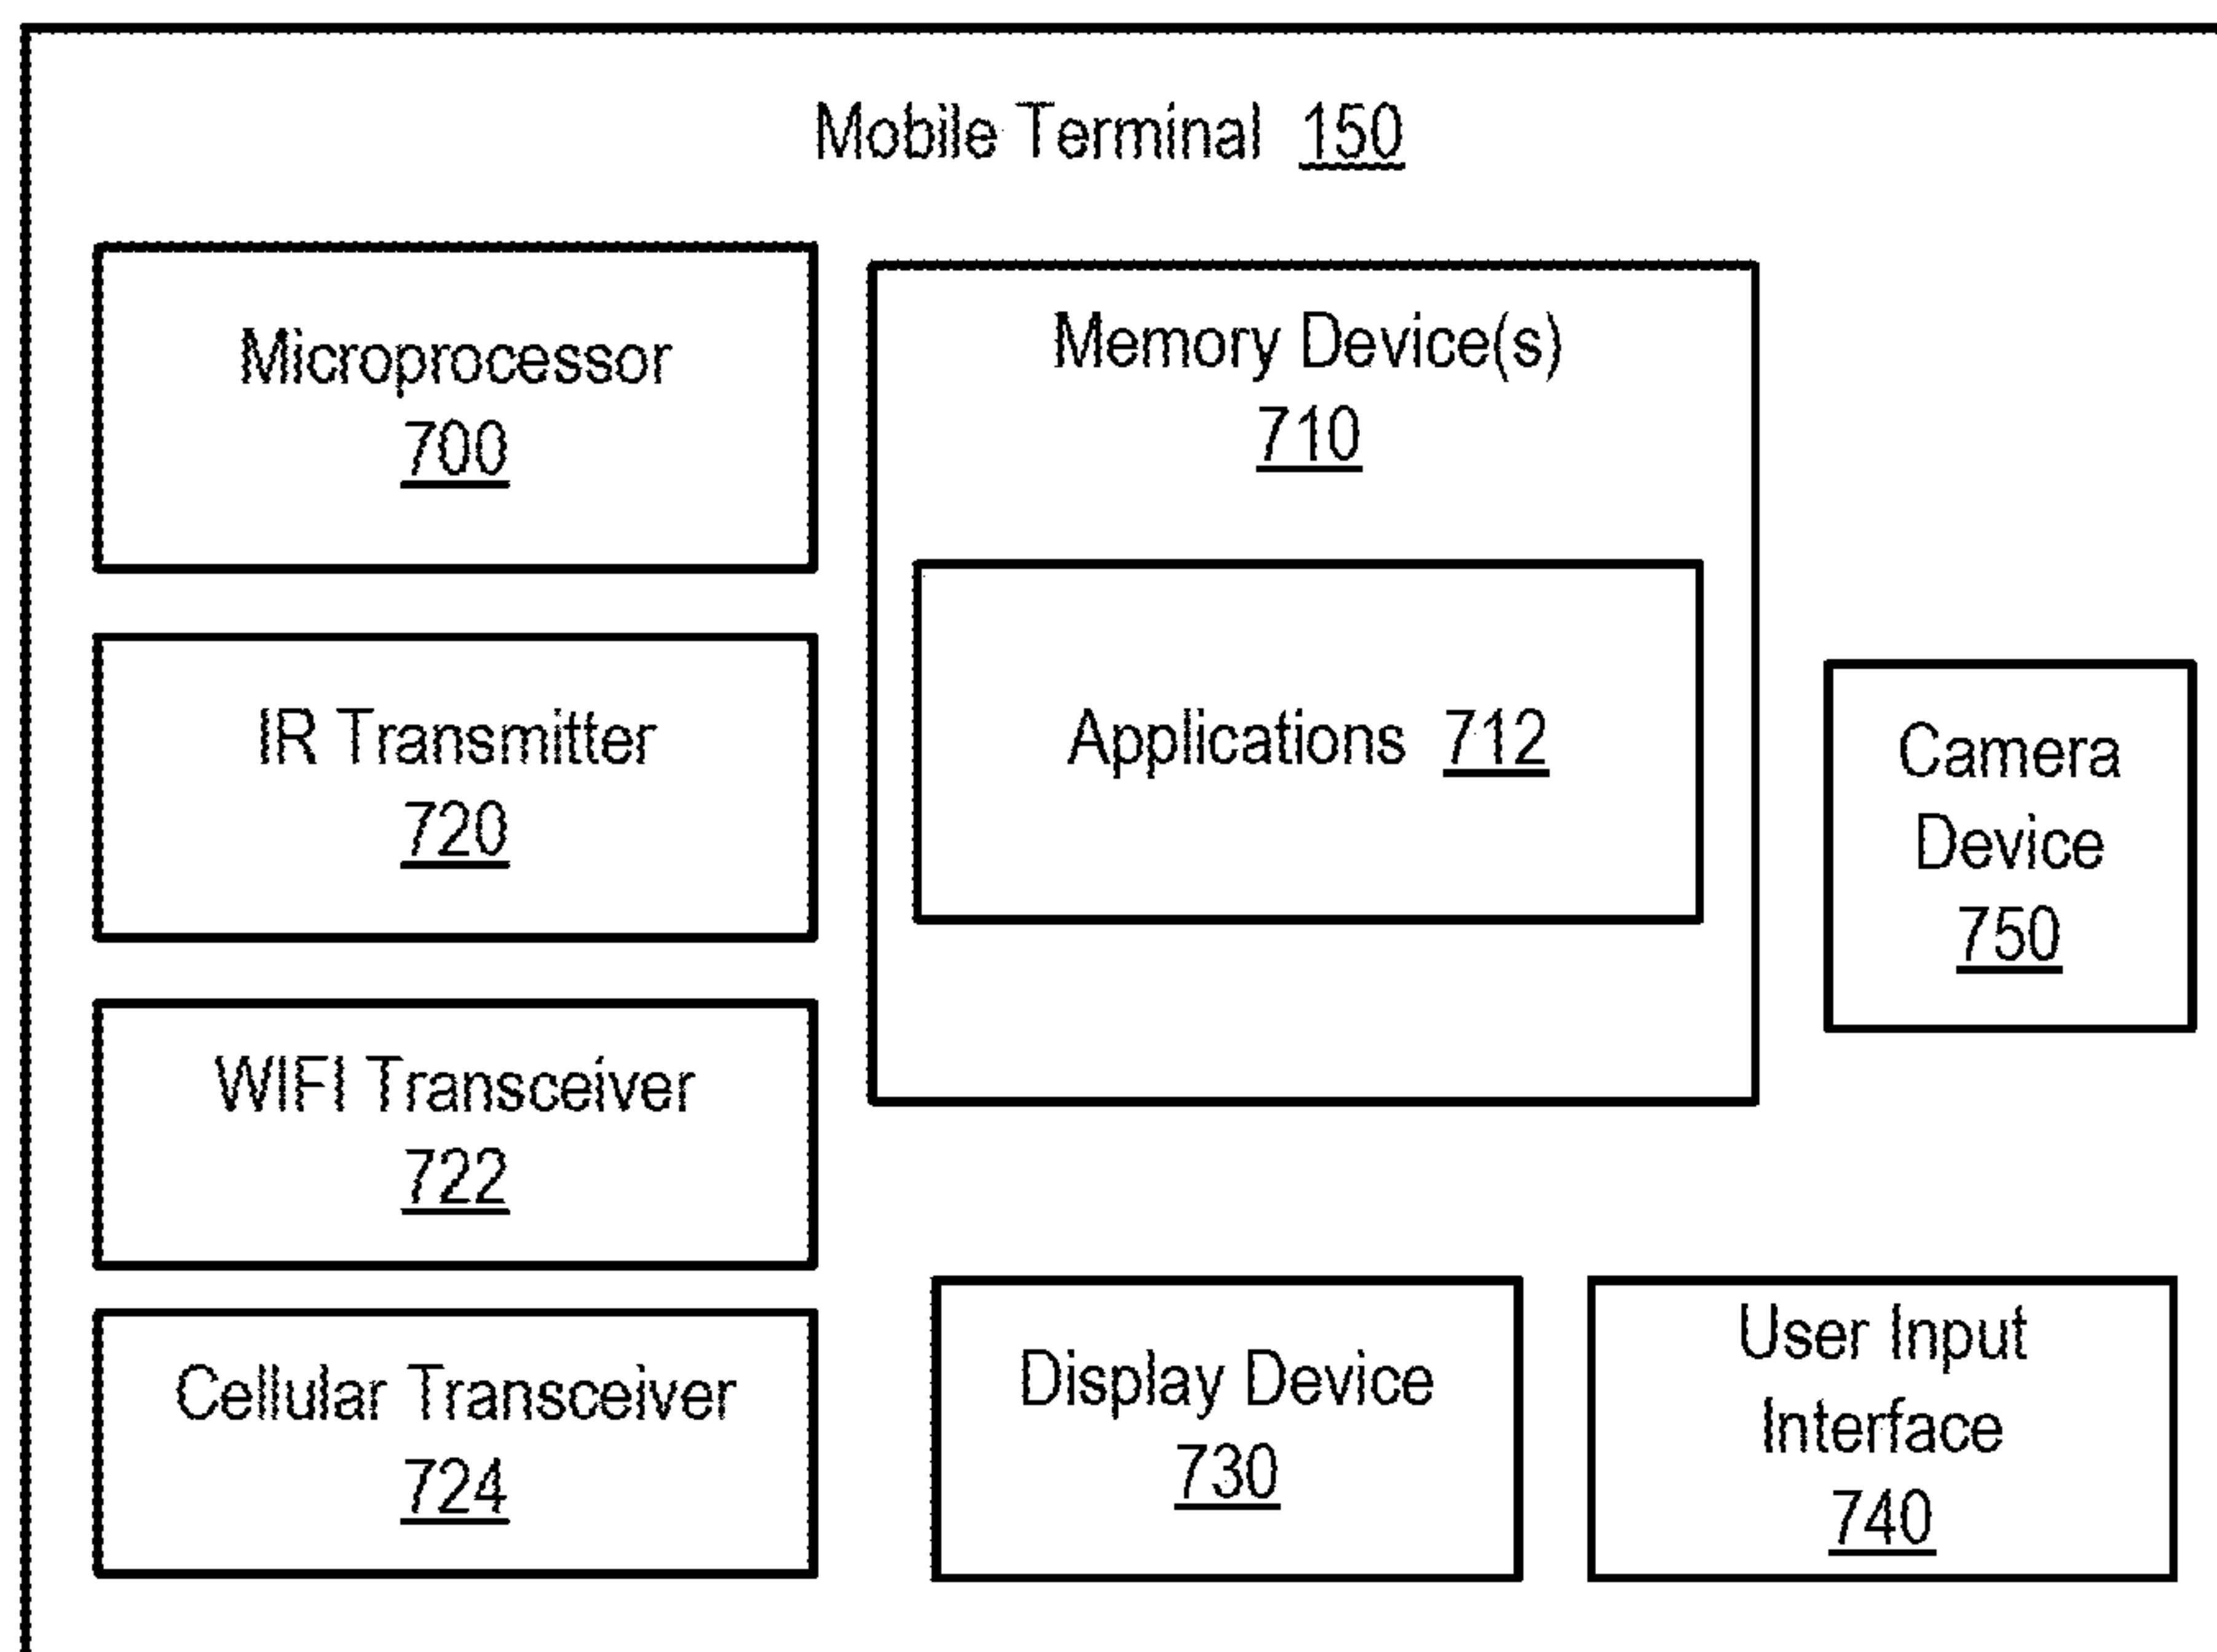 Mobile Terminal 150
Microprocessor
700
Memory Device(s)
710
IR Transmitter
720
Applications 712
Camera
Device
750
WIFI Transceiver
722
Cellular Transceiver
724
Display Device
730
User Input
Interface
740